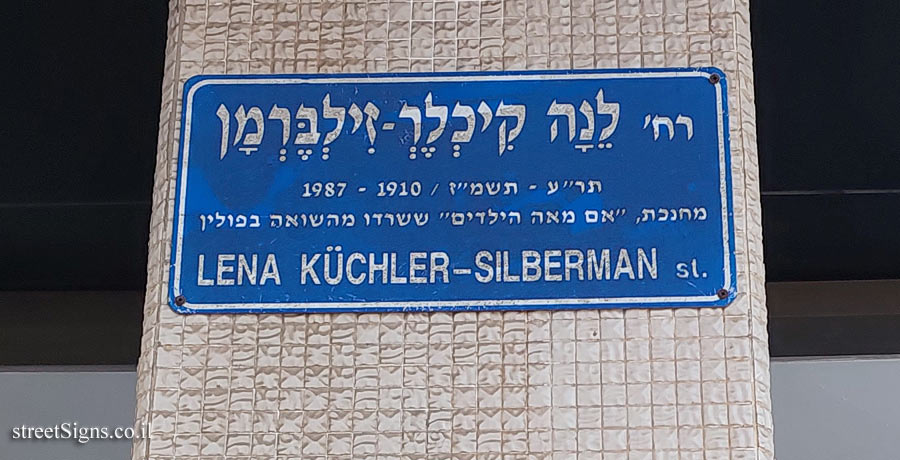 רח' לֵנָה קִיכְלֶר-זִילְבֶּרְמָן
תר"ע - תשמ"ז / 1910 - 1987
מחנכת, "אם מאה הילדים" ששרדו מהשואה בפולין
LENA KÜCHLER-SILBERMAN st.
streetSigns.co.il